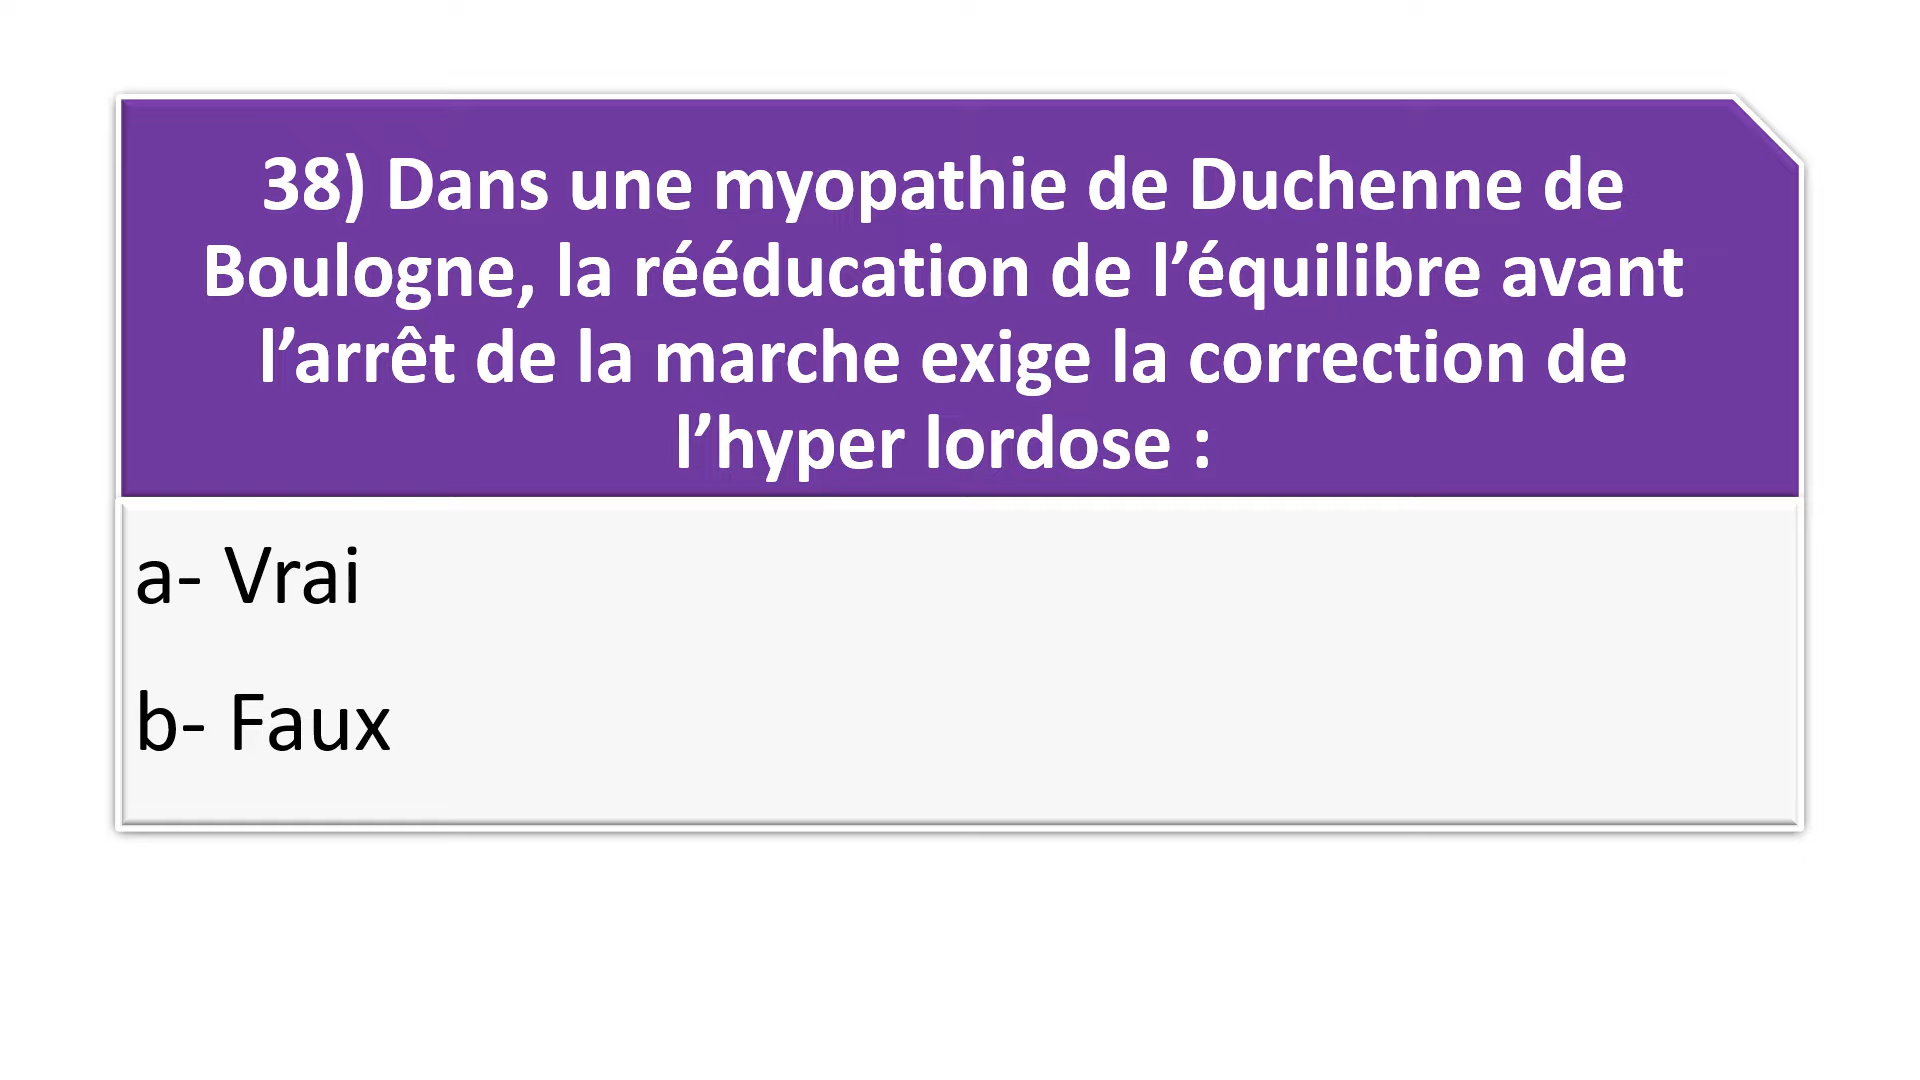 38) Dans une myopathie de Duchenne de
Boulogne, la rééducation de l’équilibre avant
l’arrêt de la marche exige la correction de
l’hyper lordose :
a- Vrai
b- Faux